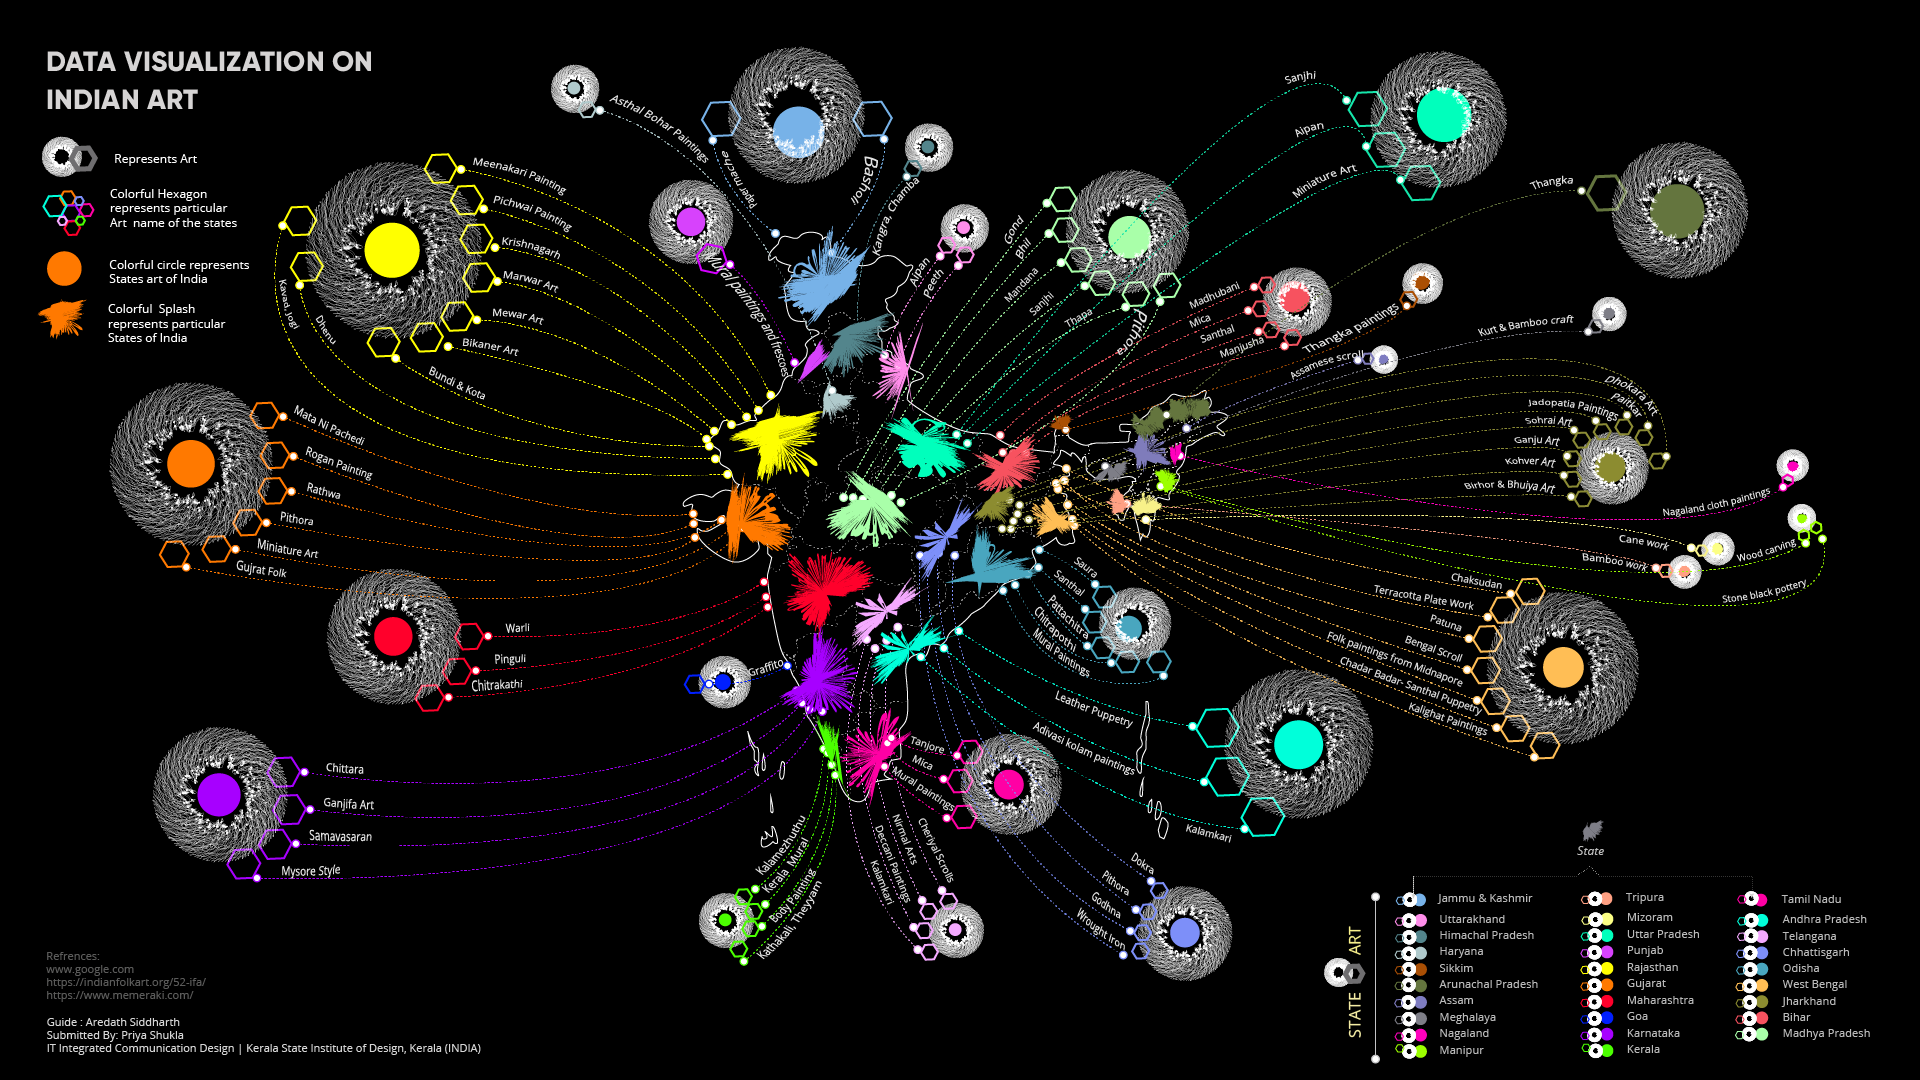 DATA VISUALIZATION ON
INDIAN ART
Represents Art
Colorful Hexagon
represents particular
Art name of the states
Colorful circle represents
States art of India
Colorful Splash
represents particular
States of India
Asthal Bohar Paintings
Paper mache
Bashol
Kangra, Chamba
Mural paintings and frescoes
Aipan
Peeth
Meenakari Painting
Pichwai Painting
Krishnagarh
Marwar Art
Mewar Art
Bikaner Art
Bundi & Kota
Dhenu
Kavad Jogi
Gond
Bhil
Mandana
Sanjhi
Thapa
Pithora
Sanjhi
Aipan
Miniature Art
Thangka
Madhubani
Mica
Santhal
Manjusha
Thangka paintings
Assamese scroll
Kurt & Bamboo craft
Dhokara Art
Paitkar
Jadopatia Paintings
Sohrai Art
Ganju Art
Kohver Art
Birhor & Bhuiya Art
Nagaland cloth paintings
Cane work
Wood carving
Bamboo work
Stone black pottery
Mata Ni Pachedi
Rogan Painting
Rathwa
Pithora
Miniature Art
Gujrat Folk
Warli
Pinguli
Chitrakathi
Graffito
Chittara
Ganjifa Art
Samavasaran
Mysore Style
Saura
Santhal
Pattachitra
Chitrapothi
Mural Paintings
Chaksudan
Terracotta Plate Work
Patuna
Bengal Scroll
Folk paintings from Midnapore
Chadar Badar- Santhal Puppetry
Kalighat Paintings
Leather Puppetry
Adivasi kolam paintings
Kalamkari
Tanjore
Mica
Mural paintings
Kalamezhuthu
Kerala Mural
Body Painting
Kathakali, Theyyam
Cheriyal Scrolls
Nirmal Arts
Deccani Paintings
Kalamkari
Dokra
Pithora
Godhna
Wrought Iron
State
STATE ART
Jammu & Kashmir
Uttarakhand
Himachal Pradesh
Haryana
Sikkim
Arunachal Pradesh
Assam
Meghalaya
Nagaland
Manipur
Tripura
Mizoram
Uttar Pradesh
Punjab
Rajasthan
Gujarat
Maharashtra
Goa
Karnataka
Kerala
Tamil Nadu
Andhra Pradesh
Telangana
Chhattisgarh
Odisha
West Bengal
Jharkhand
Bihar
Madhya Pradesh
Refrences:
www.google.com
https://indianfolkart.org/52-ifa/
https://www.memeraki.com/
Guide : Aredath Siddharth
Submitted By: Priya Shukla
IT Integrated Communication Design | Kerala State Institute of Design, Kerala (INDIA)